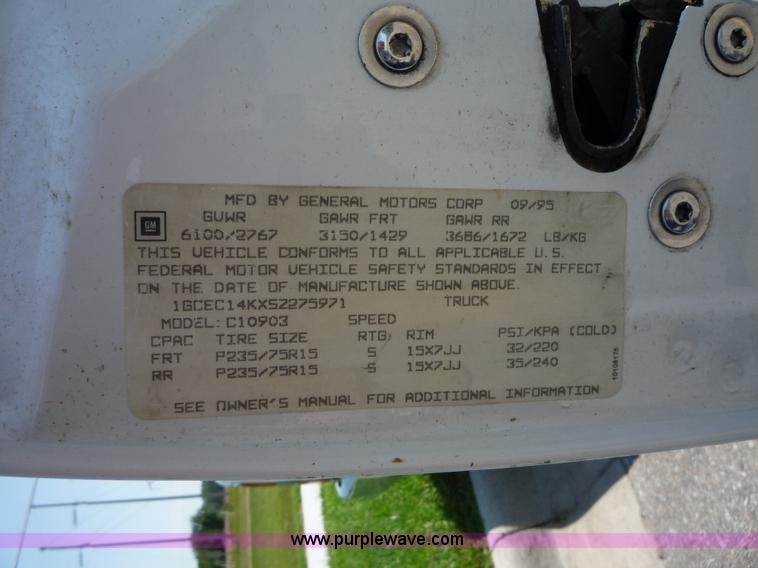 MFD BY GENERAL MOTORS CORP 09/95
GVWR GAWR FRT GAWR RR
GM
6100/2767 3150/1429 3686/1672 LB/KG
THIS VEHICLE CONFORMS TO ALL APPLICABLE U.S.
FEDERAL MOTOR VEHICLE SAFETY STANDARDS IN EFFECT
ON THE DATE OF MANUFACTURE SHOWN ABOVE.
1GCEC14KXSZ275971 TRUCK
MODEL: C10903 SPEED
CPAC TIRE SIZE RTG RIM PSI/KPA (COLD)
FRT P235/75R15 S 15X7JJ 32/220
RR P235/75R15 S 15X7JJ 35/240
SEE OWNER'S MANUAL FOR ADDITIONAL INFORMATION
www.purplewave.com